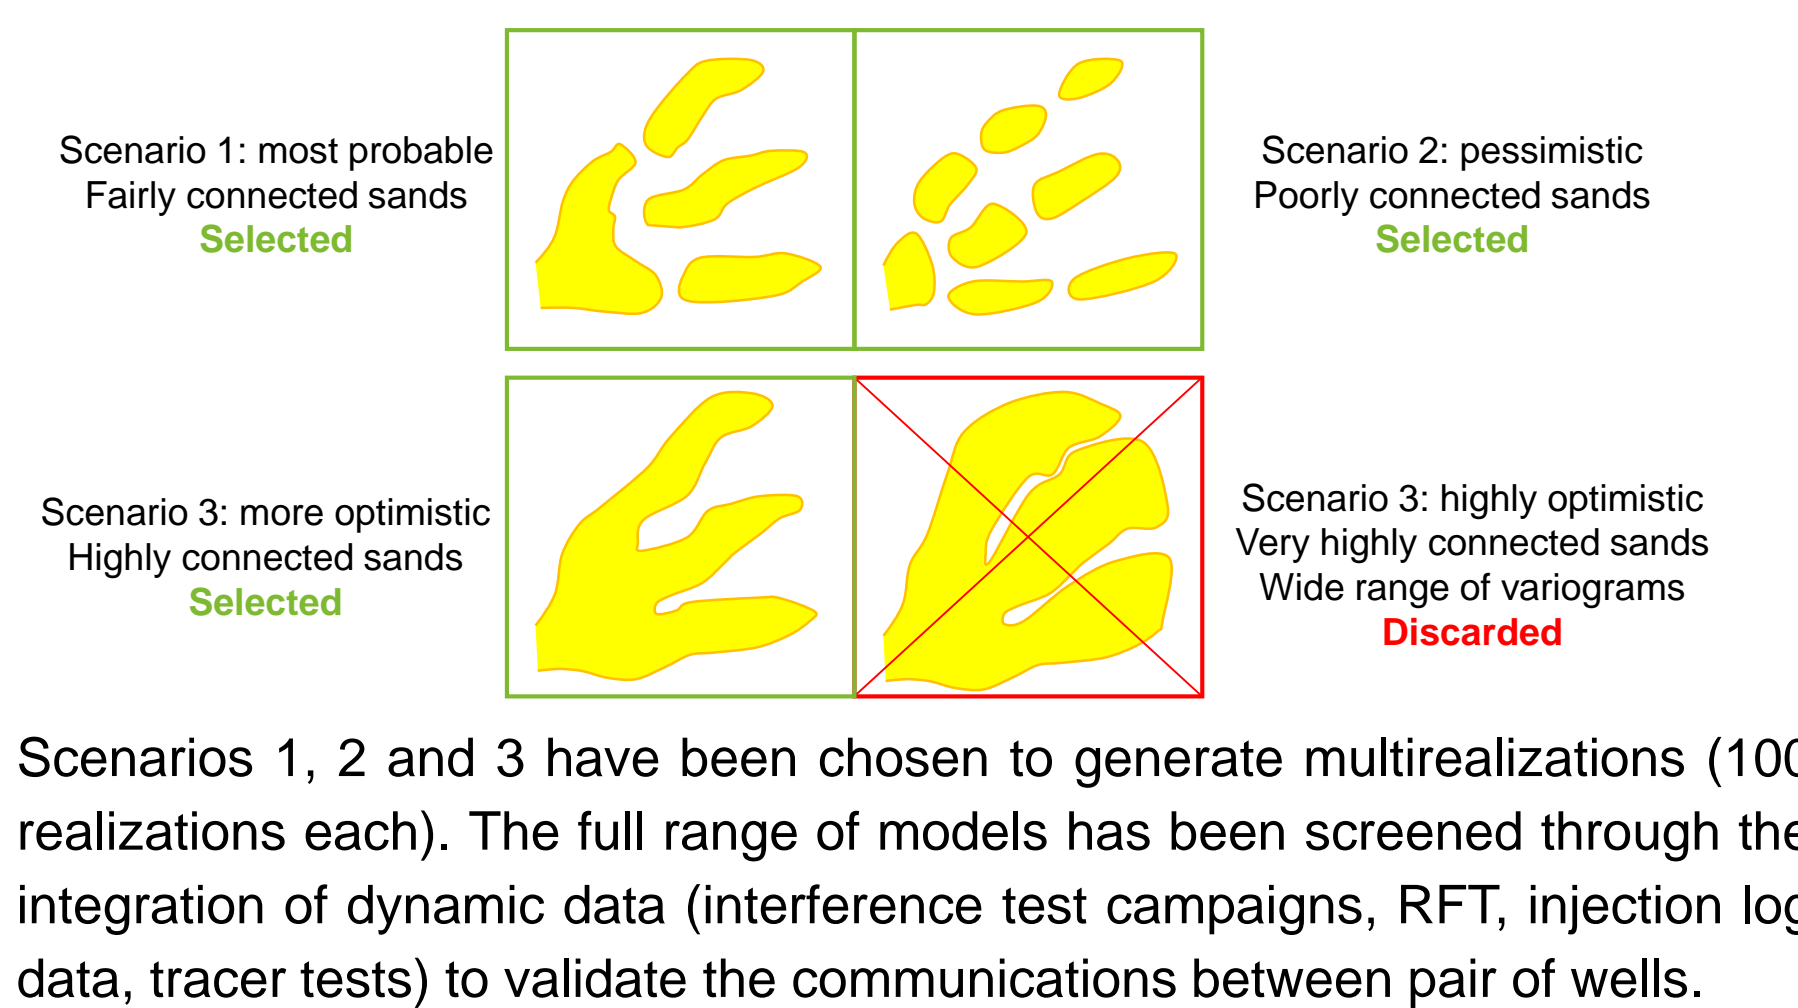 Scenario 1: most probable
Fairly connected sands
Selected
Scenario 2: pessimistic
Poorly connected sands
Selected
Scenario 3: more optimistic
Highly connected sands
Selected
Scenario 3: highly optimistic
Very highly connected sands
Wide range of variograms
Discarded
Scenarios 1, 2 and 3 have been chosen to generate multirealizations (100
realizations each). The full range of models has been screened through the
integration of dynamic data (interference test campaigns, RFT, injection log
data, tracer tests) to validate the communications between pair of wells.